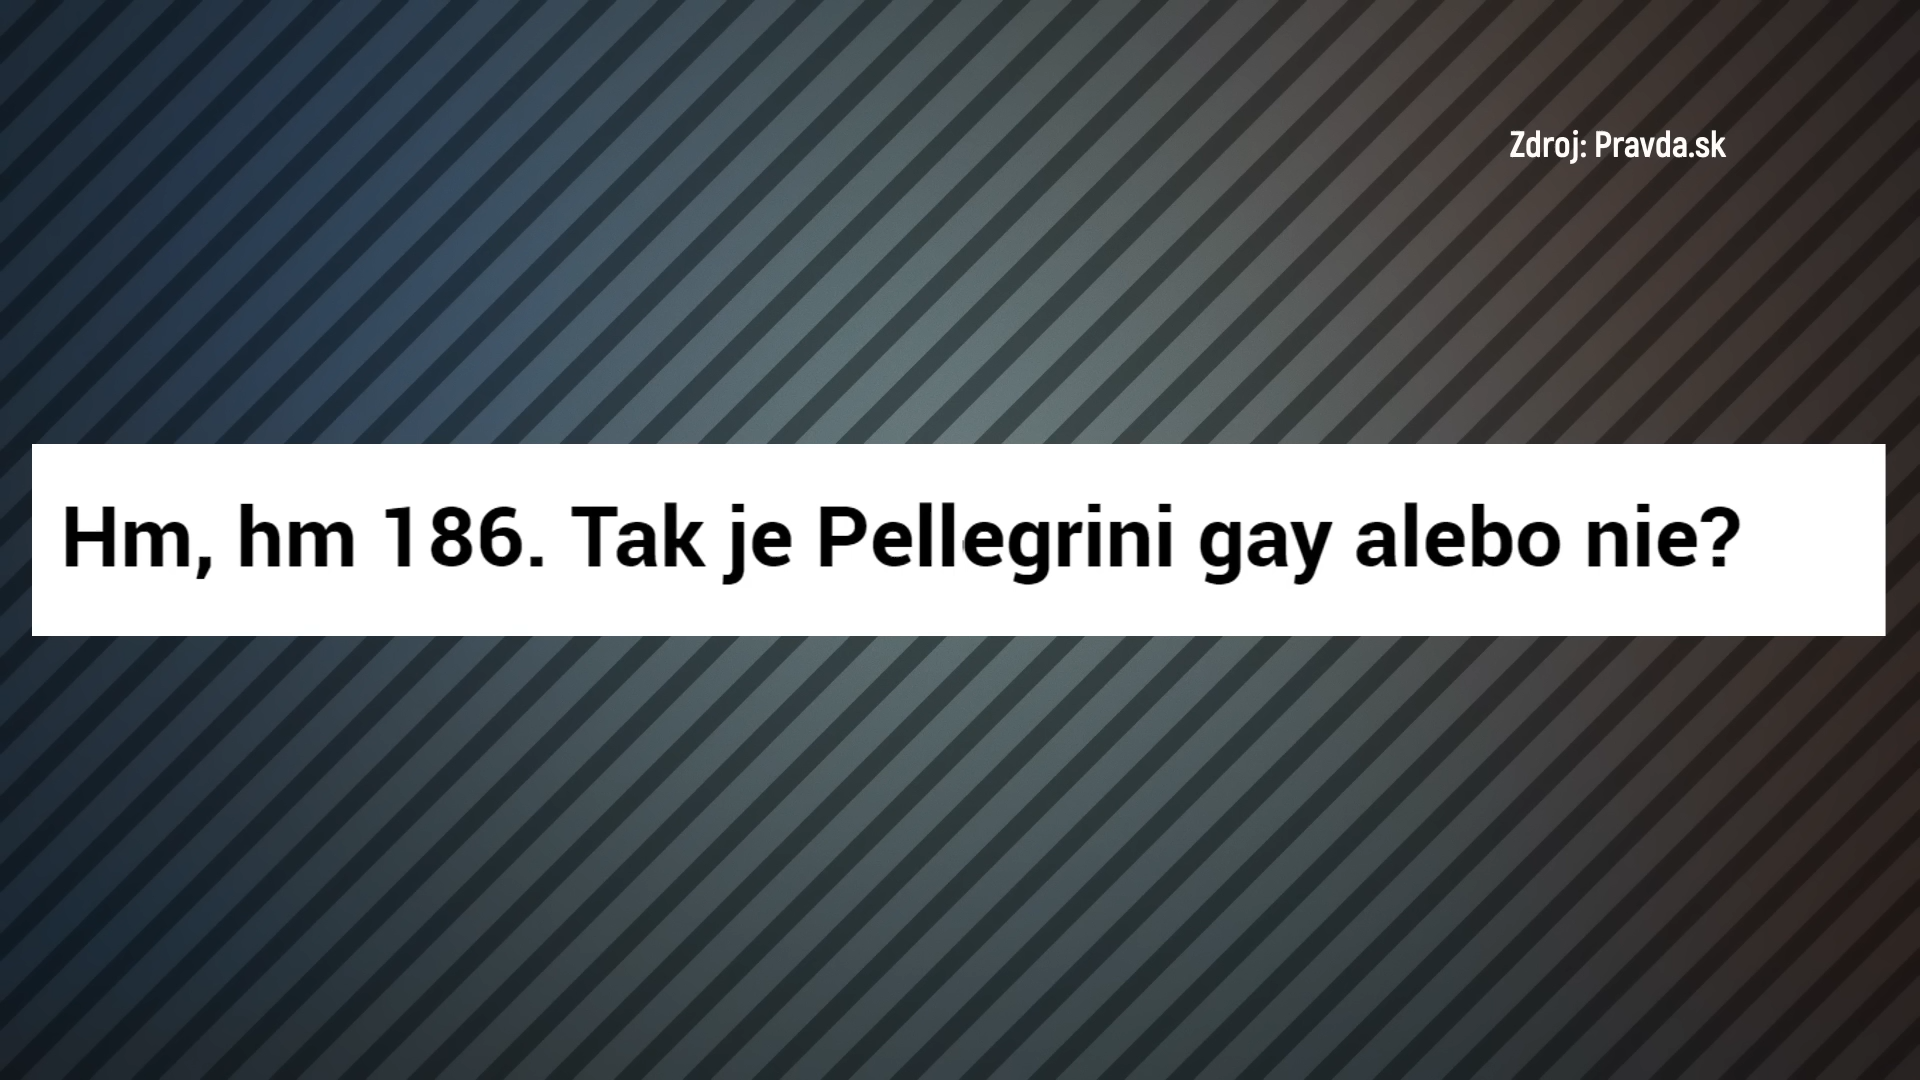 Zdroj: Pravda.sk
Hm, hm 186. Tak je Pellegrini gay alebo nie?